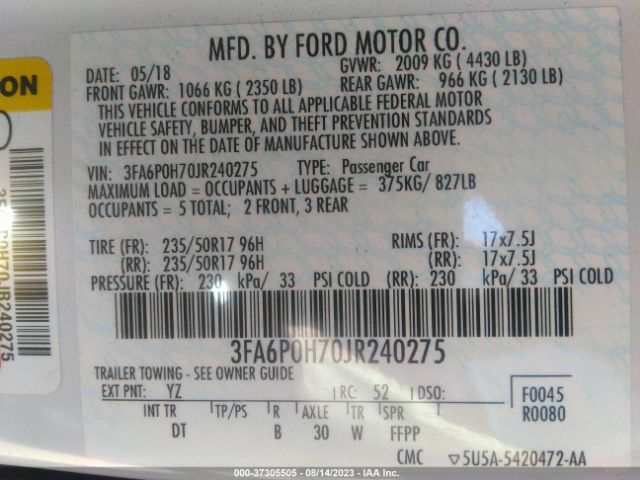 MFD. BY FORD MOTOR CO.
DATE: 05/18 GVWR: 2009 KG ( 4430 LB)
FRONT GAWR: 1066 KG ( 2350 LB) REAR GAWR: 966 KG ( 2130 LB)
THIS VEHICLE CONFORMS TO ALL APPLICABLE FEDERAL MOTOR
VEHICLE SAFETY, BUMPER, AND THEFT PREVENTION STANDARDS
IN EFFECT ON THE DATE OF MANUFACTURE SHOWN ABOVE.
VIN: 3FA6P0H70JR240275 TYPE: Passenger Car
MAXIMUM LOAD = OCCUPANTS + LUGGAGE = 375KG/ 827LB
OCCUPANTS = 5 TOTAL; 2 FRONT, 3 REAR
TIRE (FR): 235/50R17 96H RIMS (FR): 17x7.5J
(RR): 235/50R17 96H (RR): 17x7.5J
PRESSURE (FR): 230 kPa/ 33 PSI COLD (RR): 230 kPa/ 33 PSI COLD
3FA6P0H70JR240275
TRAILER TOWING - SEE OWNER GUIDE
EXT PNT: YZ RC: 52 DSO:
F0045
R0080
INT TR TP/PS R AXLE TR SPR
DT B 30 W FFPP
CMC ▽5U5A-5420472-AA
ON
000-37305505 - 08/14/2023 - IAAI.COM